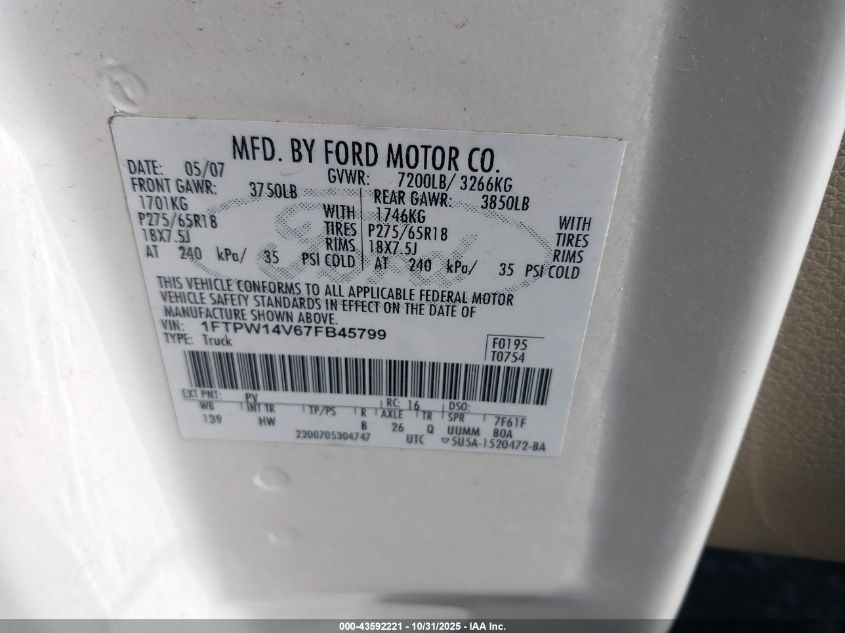 MFD. BY FORD MOTOR CO.
DATE: 05/07 GVWR: 7200LB/ 3266KG
FRONT GAWR: 3750LB REAR GAWR: 3850LB
1701KG WITH 1746KG WITH
P275/65R18 TIRES P275/65R18 TIRES
18X7.5J RIMS 18X7.5J RIMS
AT 240 kPa/ 35 PSI COLD AT 240 kPa/ 35 PSI COLD
THIS VEHICLE CONFORMS TO ALL APPLICABLE FEDERAL MOTOR
VEHICLE SAFETY STANDARDS IN EFFECT ON THE DATE OF
MANUFACTURE SHOWN ABOVE.
VIN: 1FTPW14V67FB45799
TYPE: Truck
F0195
T0754
EXT PNT: PV RC: 16 DSO:
WB INT TR TP/PS R AXLE TR SPR 7F61F
139 HW B 26 Q UUMM BOA
2200705304747 UTC 5U5A-1520472-BA
Ford
000-43592221 - 10/31/2025 - IAA Inc.